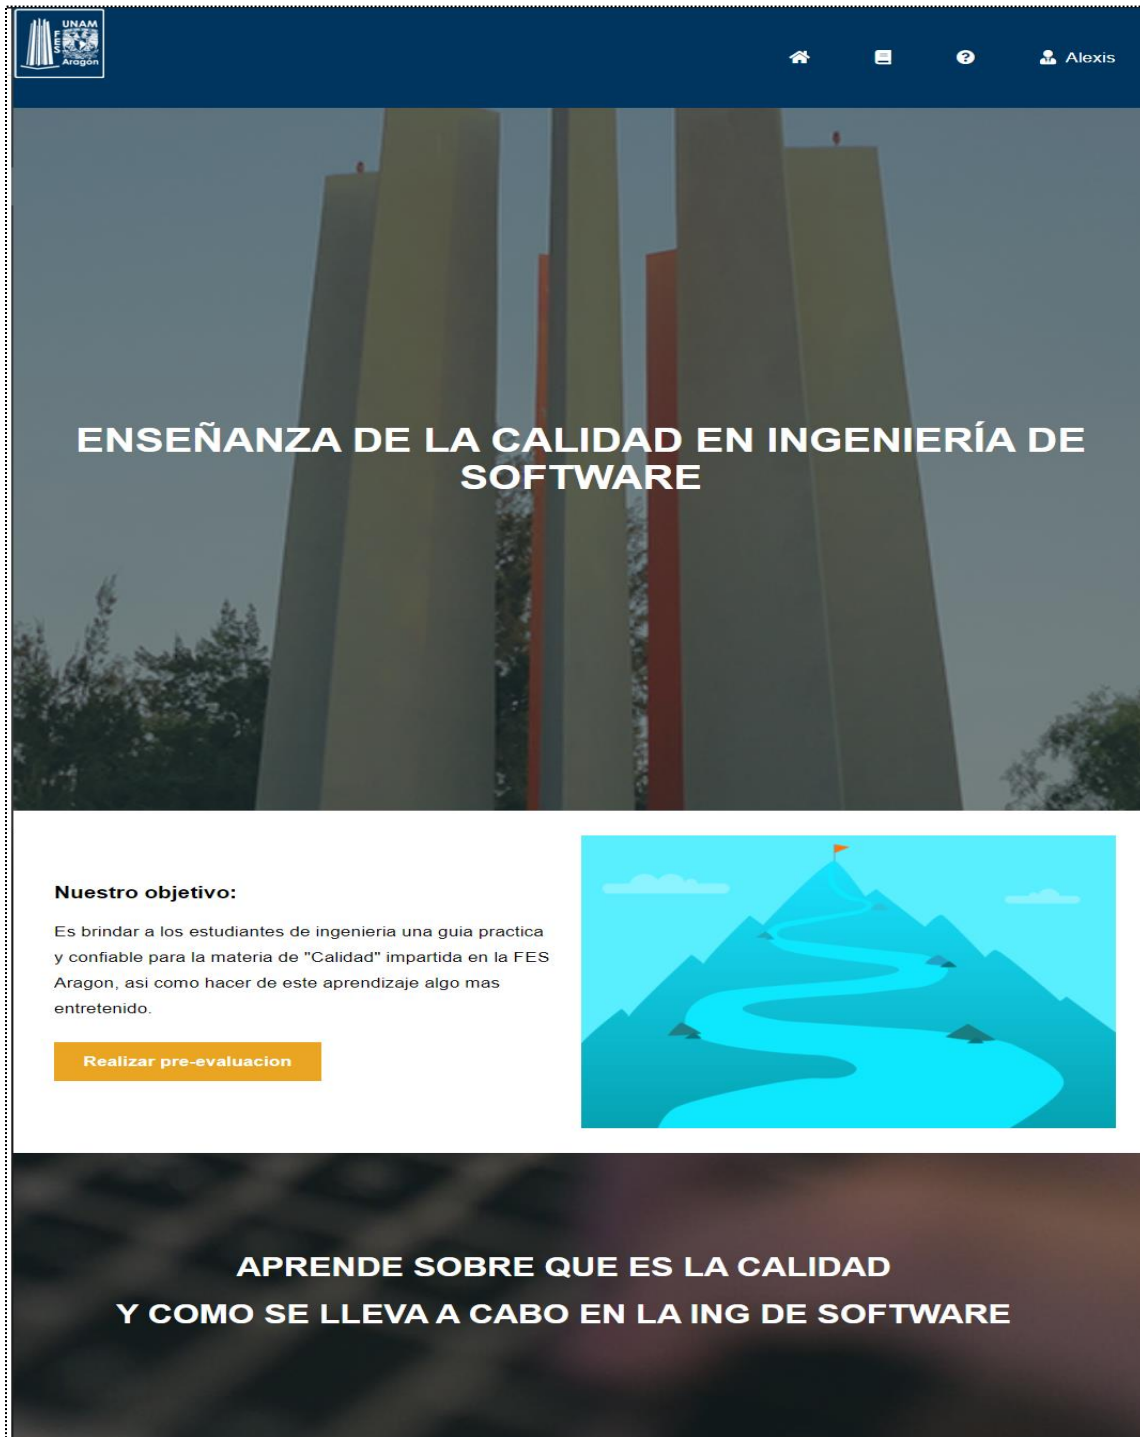 UNAM
FES
Aragón
Alexis
ENSEÑANZA DE LA CALIDAD EN INGENIERÍA DE
SOFTWARE
Nuestro objetivo:
Es brindar a los estudiantes de ingenieria una guia practica
y confiable para la materia de "Calidad" impartida en la FES
Aragon, asi como hacer de este aprendizaje algo mas
entretenido.
Realizar pre-evaluacion
APRENDE SOBRE QUE ES LA CALIDAD
Y COMO SE LLEVA A CABO EN LA ING DE SOFTWARE